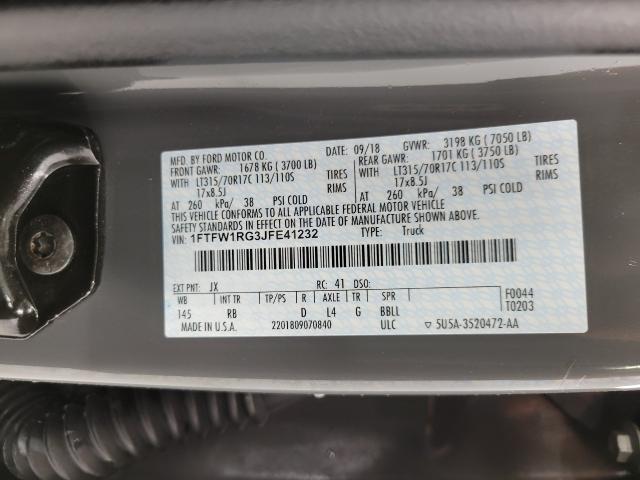 MFD. BY FORD MOTOR CO. DATE: 09/18 GVWR: 3198 KG ( 7050 LB)
FRONT GAWR: 1678 KG ( 3700 LB) REAR GAWR: 1701 KG ( 3750 LB)
WITH LT315/70R17C 113/110S TIRES WITH LT315/70R17C 113/110S TIRES
17x8.5J RIMS 17x8.5J RIMS
AT 260 kPa/ 38 PSI COLD AT 260 kPa/ 38 PSI COLD
THIS VEHICLE CONFORMS TO ALL APPLICABLE FEDERAL MOTOR VEHICLE
SAFETY STANDARDS IN EFFECT ON THE DATE OF MANUFACTURE SHOWN ABOVE.
VIN: 1FTFW1RG3JFE41232 TYPE: Truck
EXT PNT: JX RC: 41 DSO: F0044
WB INT TR TP/PS R AXLE TR SPR T0203
145 RB D L4 G BBLL
MADE IN U.S.A. 2201809070840 ULC ▽ 5U5A-3520472-AA